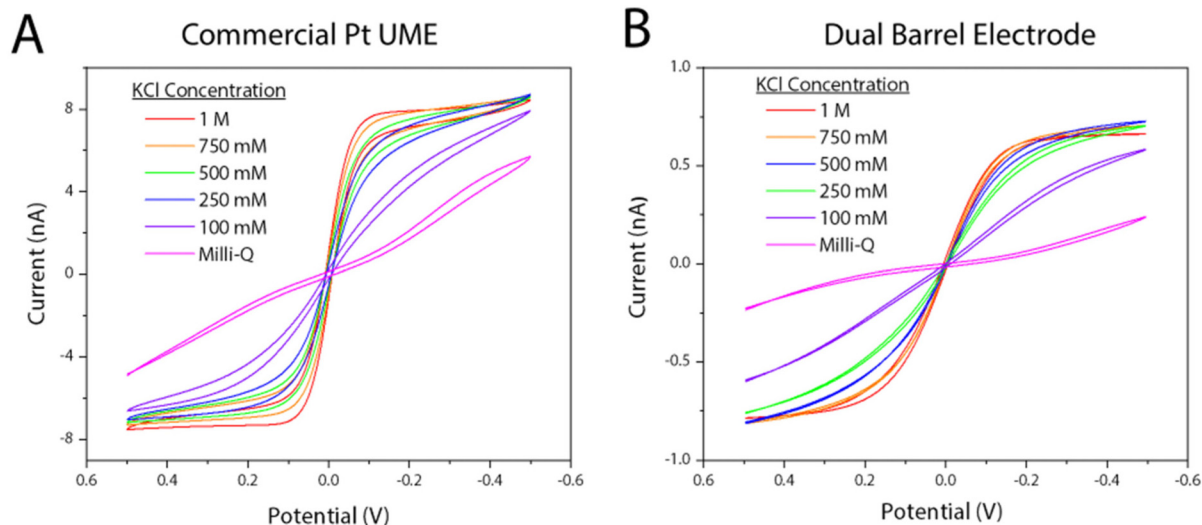 A
Commercial Pt UME
KCl Concentration
1 M
750 mM
500 mM
250 mM
100 mM
Milli-Q
8
4
0
-4
-8
Current (nA)
0.6 0.4 0.2 0.0 -0.2 -0.4 -0.6
Potential (V)
B
Dual Barrel Electrode
KCl Concentration
1 M
750 mM
500 mM
250 mM
100 mM
Milli-Q
1.0
0.5
0.0
-0.5
-1.0
Current (nA)
0.6 0.4 0.2 0.0 -0.2 -0.4 -0.6
Potential (V)